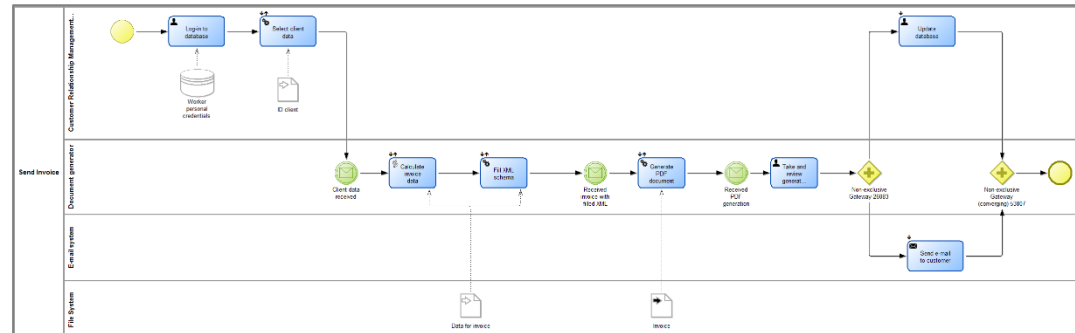 Send Invoice
Customer Relationship Management...
Log-in to
database
Select client
data
Worker
personal
credentials
ID client
Update
database
Document generator
Client data
received
Calculate
invoice
data
Fill XML
schema
Received
invoice with
filled XML
Generate
PDF
document
Received
PDF
generation
Take and
review
generat...
Non-exclusive
Gateway
Non-exclusive
Gateway
(converging)
E-mail system
Send e-mail
to customer
File System
Data for invoice
Invoice